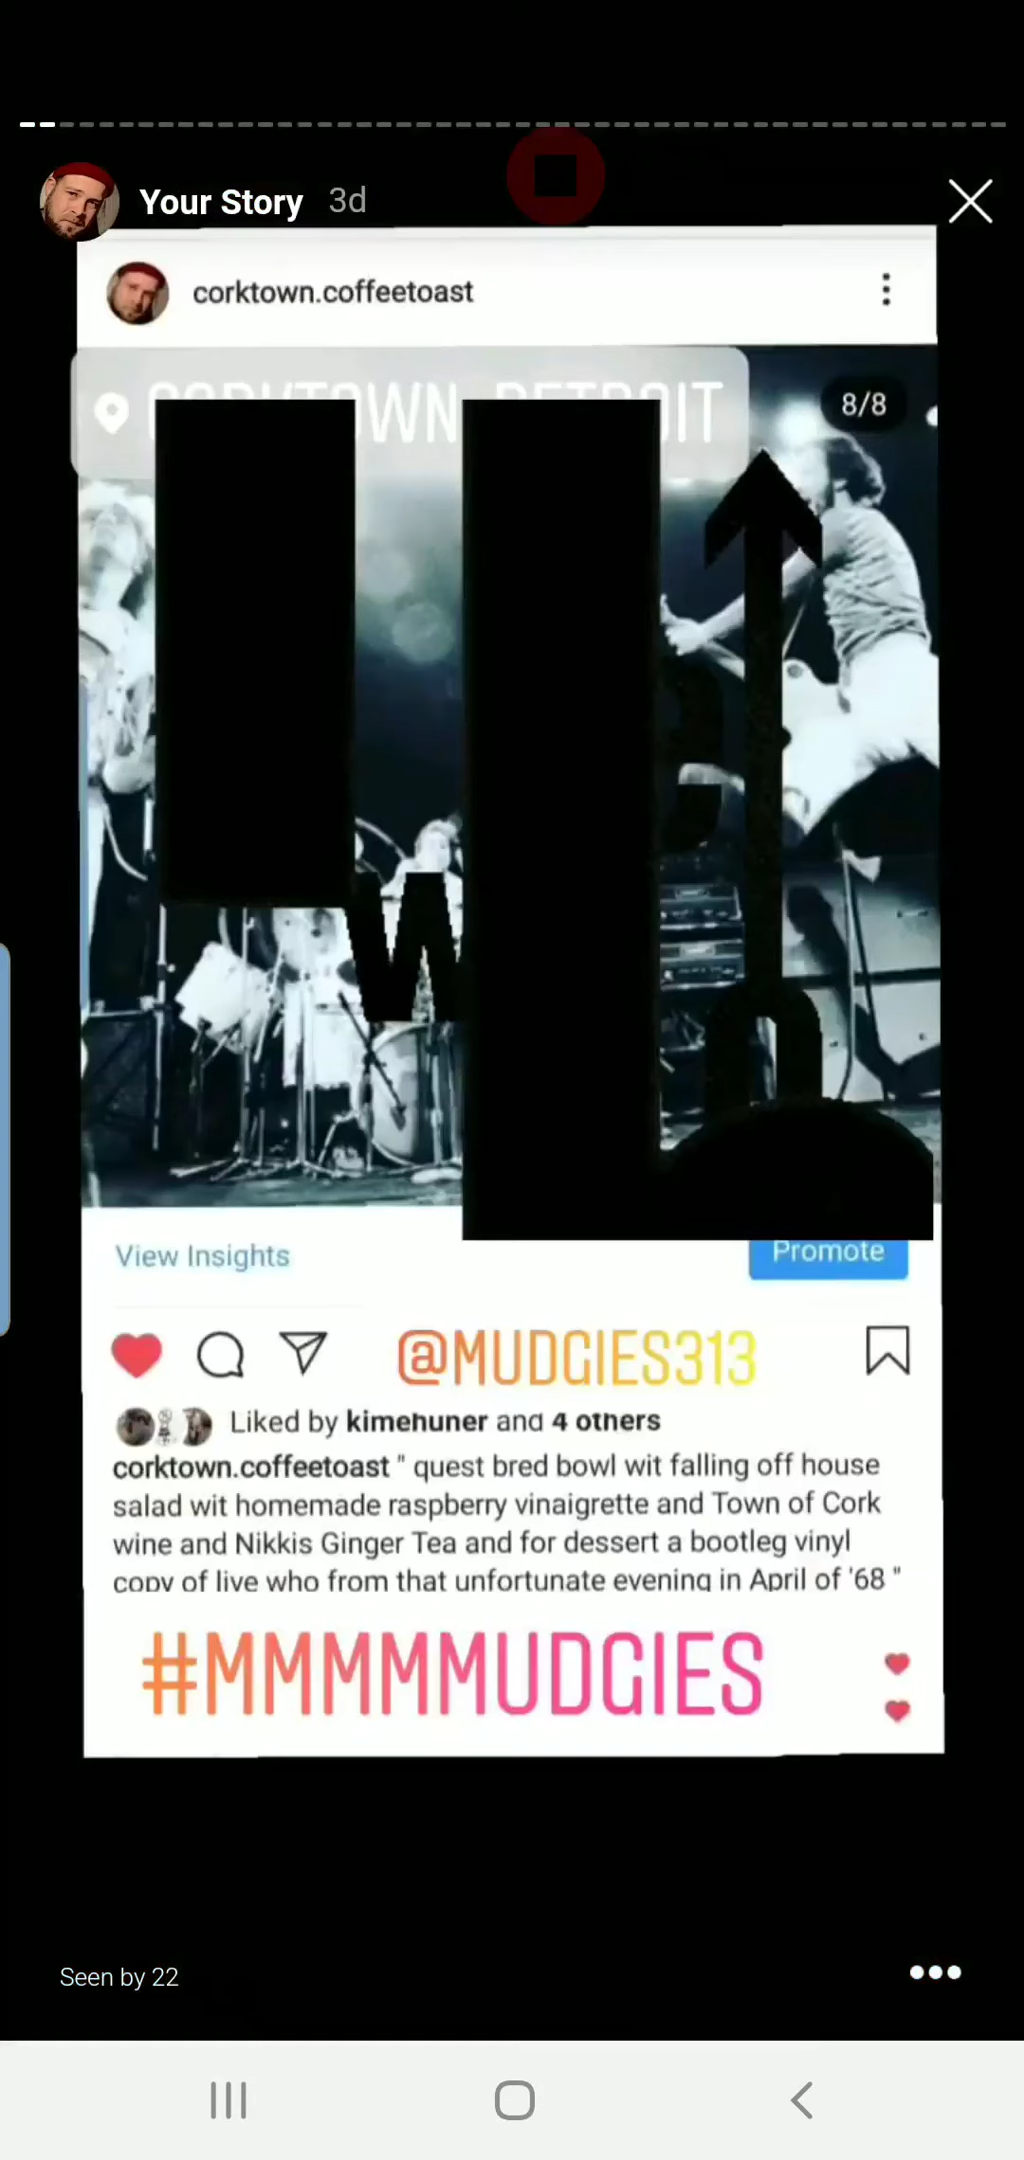 Your Story 3d
corktown.coffeetoast
CORKTOWN, DETROIT
8/8
W
View Insights
Promote
@MUDGIES313
Liked by kimehuner and 4 others
corktown.coffeetoast " quest bred bowl wit falling off house
salad wit homemade raspberry vinaigrette and Town of Cork
wine and Nikkis Ginger Tea and for dessert a bootleg vinyl
copy of live who from that unfortunate evening in April of '68 "
#MMMMMUDGIES
Seen by 22